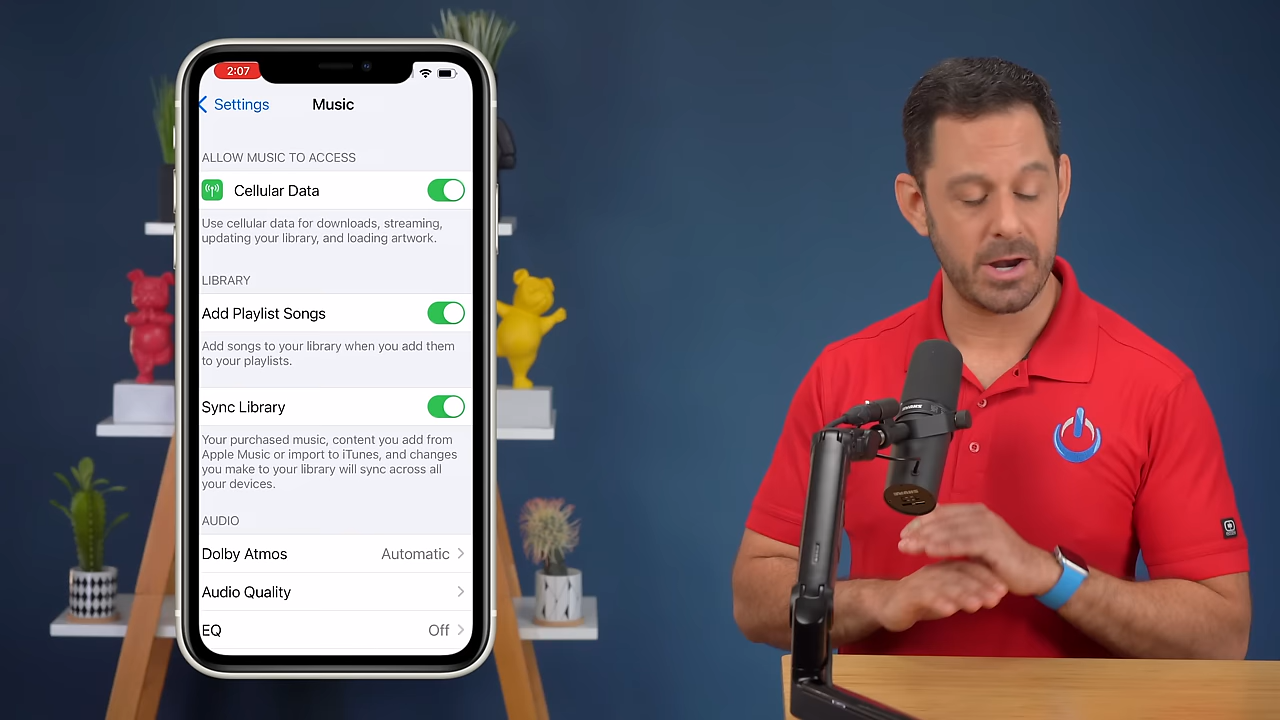 2:07
Settings
Music
ALLOW MUSIC TO ACCESS
Cellular Data
Use cellular data for downloads, streaming,
updating your library, and loading artwork.
LIBRARY
Add Playlist Songs
Add songs to your library when you add them
to your playlists.
Sync Library
Your purchased music, content you add from
Apple Music or import to iTunes, and changes
you make to your library will sync across all
your devices.
AUDIO
Dolby Atmos Automatic
Audio Quality
EQ Off
SHURE